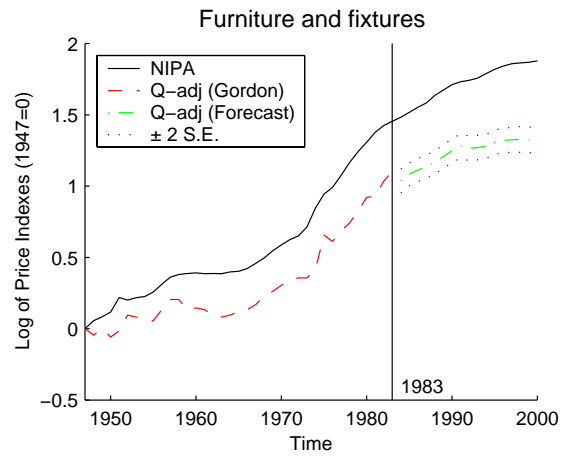 Furniture and fixtures
2
1.5
1
0.5
0
−0.5
Log of Price Indexes (1947=0)
NIPA
Q−adj (Gordon)
Q−adj (Forecast)
± 2 S.E.
1983
1950
1960
1970
1980
1990
2000
Time